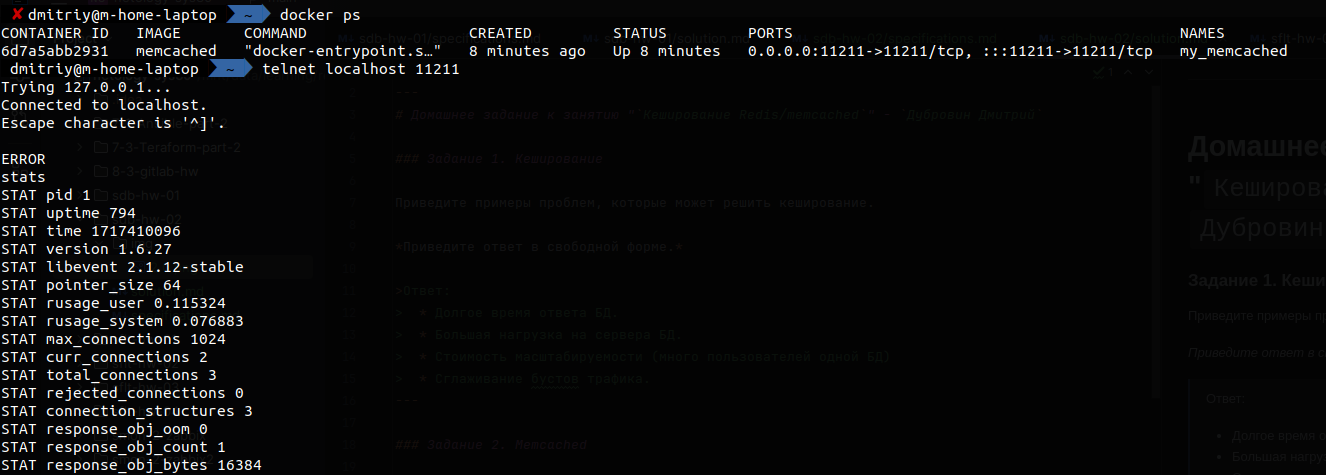 ✘ dmitriy@m-home-laptop ~ docker ps
CONTAINER ID IMAGE COMMAND CREATED STATUS PORTS NAMES
6d7a5abb2931 memcached "docker-entrypoint.s…" 8 minutes ago Up 8 minutes 0.0.0.0:11211->11211/tcp, :::11211->11211/tcp my_memcached
dmitriy@m-home-laptop ~ telnet localhost 11211
Trying 127.0.0.1...
Connected to localhost.
Escape character is '^]'.
ERROR
stats
STAT pid 1
STAT uptime 794
STAT time 1717410096
STAT version 1.6.27
STAT libevent 2.1.12-stable
STAT pointer_size 64
STAT rusage_user 0.115324
STAT rusage_system 0.076883
STAT max_connections 1024
STAT curr_connections 2
STAT total_connections 3
STAT rejected_connections 0
STAT connection_structures 3
STAT response_obj_oom 0
STAT response_obj_count 1
STAT response_obj_bytes 16384
7-3-Teraform-part-2
8-3-gitlab-hw
sdb-hw-01
# Домашнее задание к занятию "`Кеширование Redis/memcached`" - `Дубровин Дмитрий`
### Задание 1. Кеширование
Приведите примеры проблем, которые может решить кеширование.
*Приведите ответ в свободной форме.*
>Ответ:
> * Долгое время ответа БД.
> * Большая нагрузка на сервера БД.
> * Стоимость масштабируемости (много пользователей одной БД)
> * Сглаживание бустов трафика.
---
### Задание 2. Memcached
Домашнее
" Кеширова
Дубровин
Задание 1. Кеши
Приведите примеры пр
Приведите ответ в с
Ответ:
Долгое время о
Большая нагруз